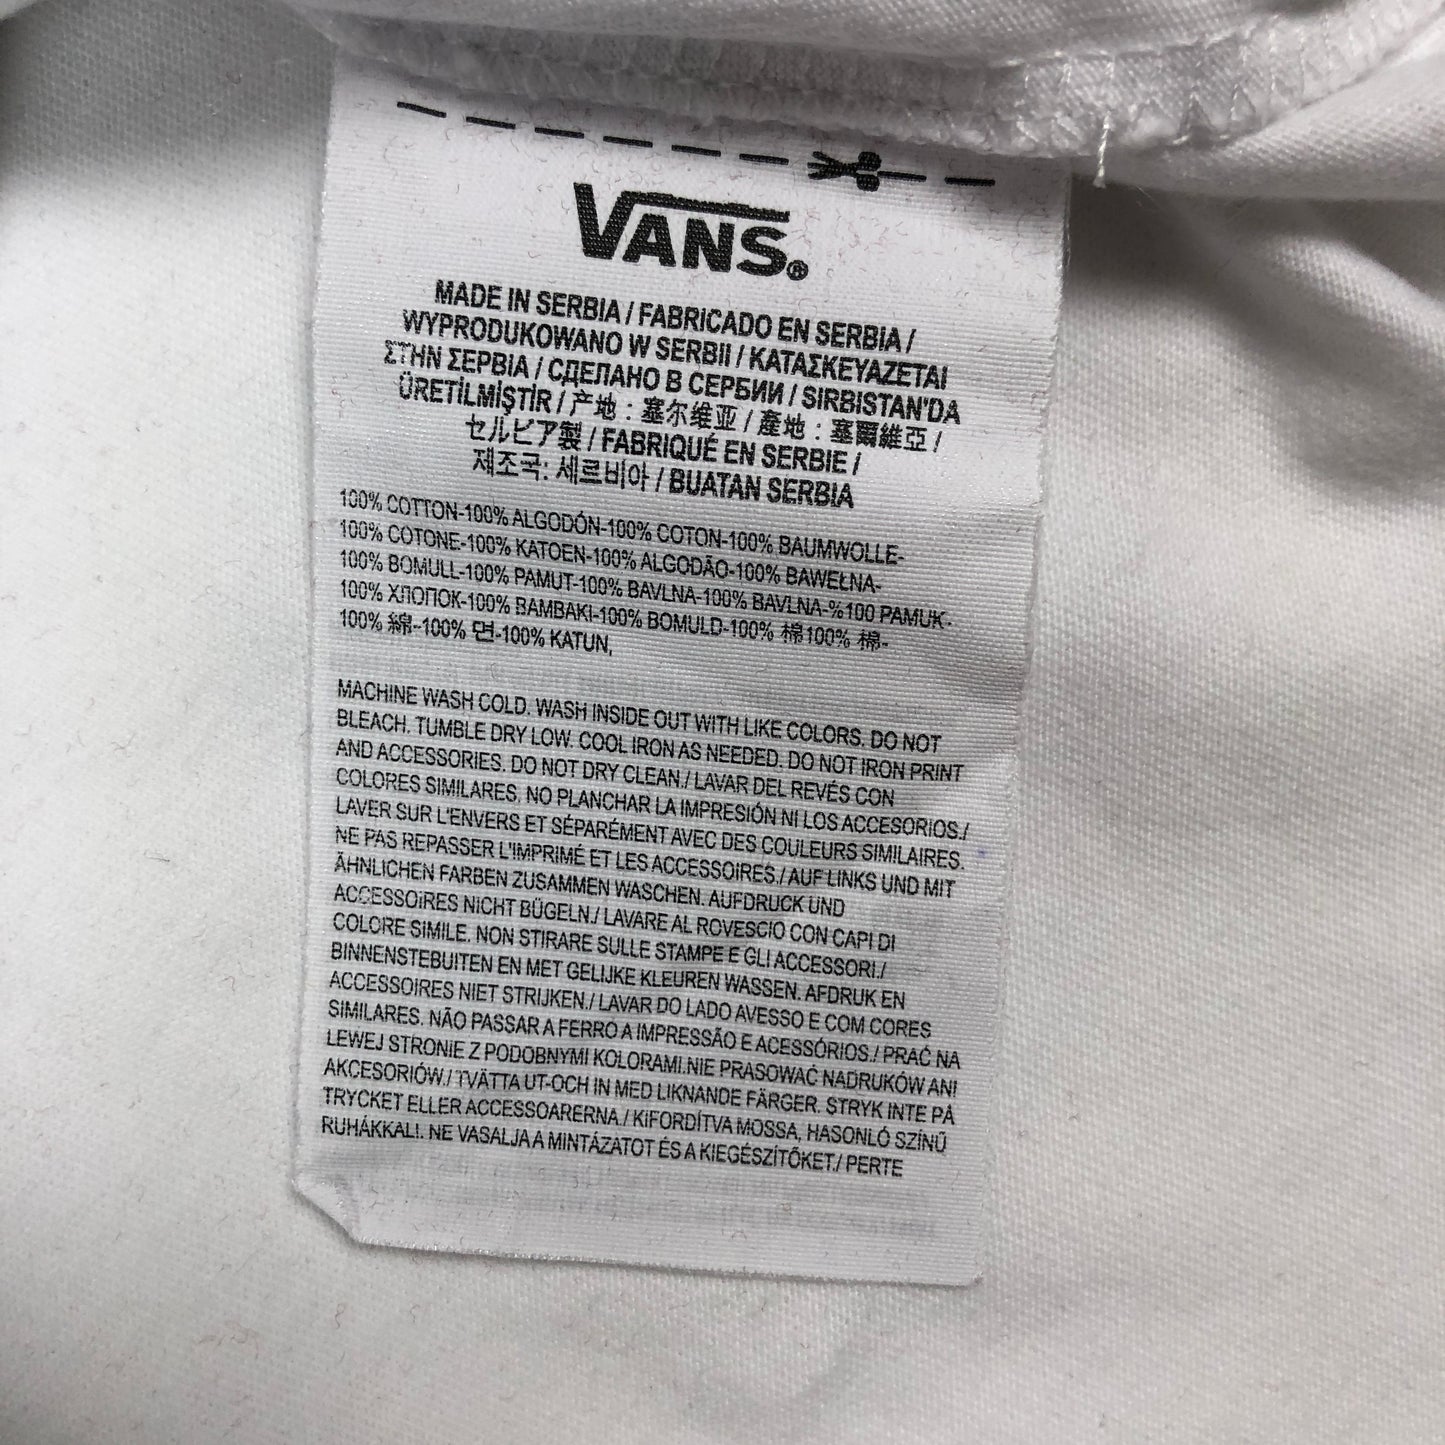 VANS®
MADE IN SERBIA / FABRICADO EN SERBIA /
WYPRODUKOWANO W SERBII / ΚΑΤΑΣΚΕΥΑΖΕΤΑΙ
ΣΤΗΝ ΣΕΡΒΙΑ / СДЕЛАНО В СЕРБИИ / SIRBISTAN'DA
ÜRETİLMİŞTİR / 产地：塞尔维亚 / 產地：塞爾維亞 /
セルビア製 / FABRIQUÉ EN SERBIE /
제조국: 세르비아 / BUATAN SERBIA
100% COTTON-100% ALGODÓN-100% COTON-100% BAUMWOLLE-
100% COTONE-100% KATOEN-100% ALGODÃO-100% BAWEŁNA-
100% BOMULL-100% PAMUT-100% BAVLNA-100% BAVLNA-%100 PAMUK-
100% ХЛОПОК-100% BAMBAKI-100% BOMULD-100% 棉100% 棉-
100% 綿-100% 면-100% KATUN,
MACHINE WASH COLD. WASH INSIDE OUT WITH LIKE COLORS. DO NOT
BLEACH. TUMBLE DRY LOW. COOL IRON AS NEEDED. DO NOT IRON PRINT
AND ACCESSORIES. DO NOT DRY CLEAN./ LAVAR DEL REVÉS CON
COLORES SIMILARES. NO PLANCHAR LA IMPRESIÓN NI LOS ACCESORIOS./
LAVER SUR L'ENVERS ET SÉPARÉMENT AVEC DES COULEURS SIMILAIRES.
NE PAS REPASSER L'IMPRIMÉ ET LES ACCESSOIRES./ AUF LINKS UND MIT
ÄHNLICHEN FARBEN ZUSAMMEN WASCHEN. AUFDRUCK UND
ACCESSOIRES NICHT BÜGELN./ LAVARE AL ROVESCIO CON CAPI DI
COLORE SIMILE. NON STIRARE SULLE STAMPE E GLI ACCESSORI./
BINNENSTEBUITEN EN MET GELIJKE KLEUREN WASSEN. AFDRUK EN
ACCESSOIRES NIET STRIJKEN./ LAVAR DO LADO AVESSO E COM CORES
SIMILARES. NÃO PASSAR A FERRO A IMPRESSÃO E ACESSÓRIOS./ PRAĆ NA
LEWEJ STRONIE Z PODOBNYMI KOLORAMI.NIE PRASOWAĆ NADRUKÓW ANI
AKCESORIÓW./ TVÄTTA UT-OCH IN MED LIKNANDE FÄRGER. STRYK INTE PÅ
TRYCKET ELLER ACCESSOARERNA./ KIFORDÍTVA MOSSA, HASONLÓ SZÍNŰ
RUHÁKKAL!. NE VASALJA A MINTÁZATOT ÉS A KIEGÉSZÍTŐKET./ PERTE